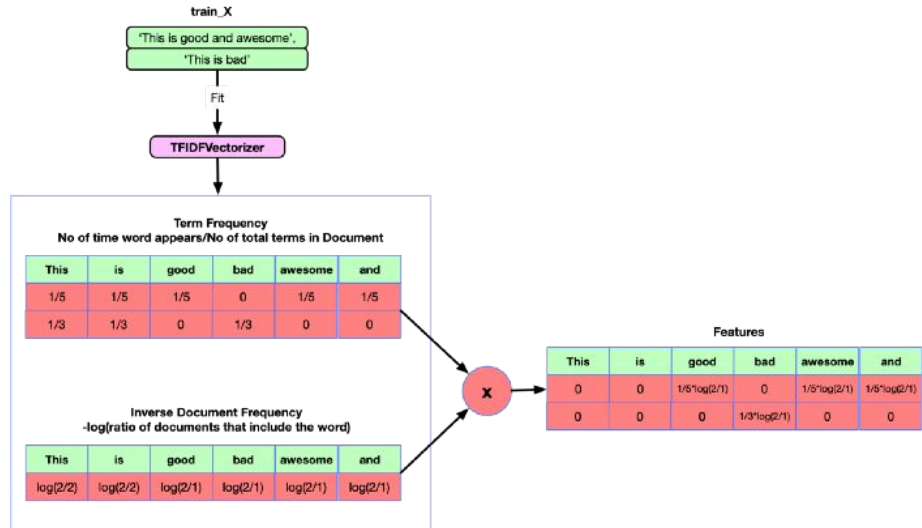 train_X
'This is good and awesome',
'This is bad'
Fit
TFIDFVectorizer
Term Frequency
No of time word appears/No of total terms in Document
This is good bad awesome and
1/5 1/5 1/5 0 1/5 1/5
1/3 1/3 0 1/3 0 0
Inverse Document Frequency
-log(ratio of documents that include the word)
This is good bad awesome and
log(2/2) log(2/2) log(2/1) log(2/1) log(2/1) log(2/1)
x
Features
This is good bad awesome and
0 0 1/5*log(2/1) 0 1/5*log(2/1) 1/5*log(2/1)
0 0 0 1/3*log(2/1) 0 0